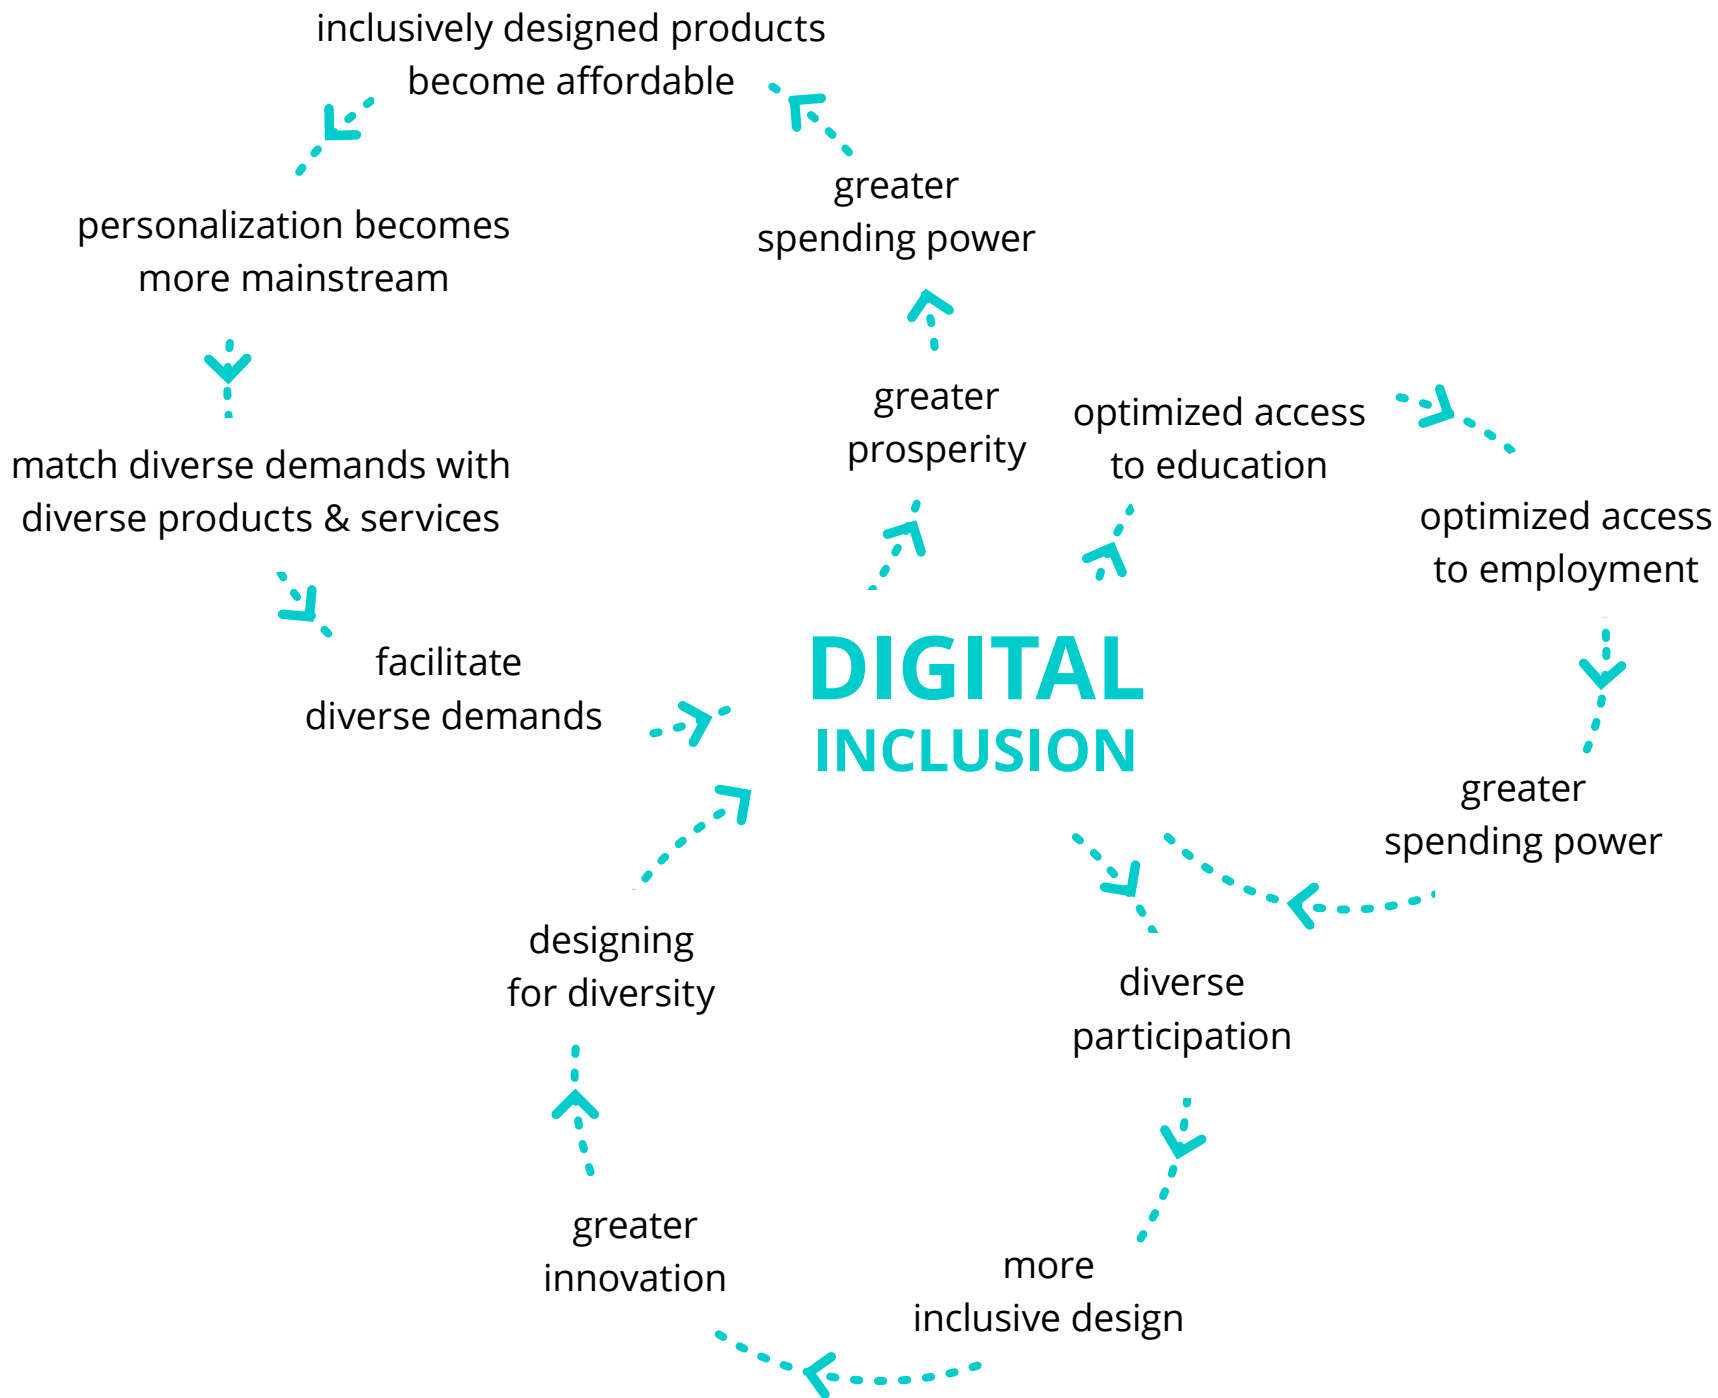 inclusively designed products
become affordable
greater
spending power
personalization becomes
more mainstream
greater
prosperity
optimized access
to education
match diverse demands with
diverse products & services
optimized access
to employment
facilitate
diverse demands
DIGITAL
INCLUSION
greater
spending power
designing
for diversity
diverse
participation
greater
innovation
more
inclusive design